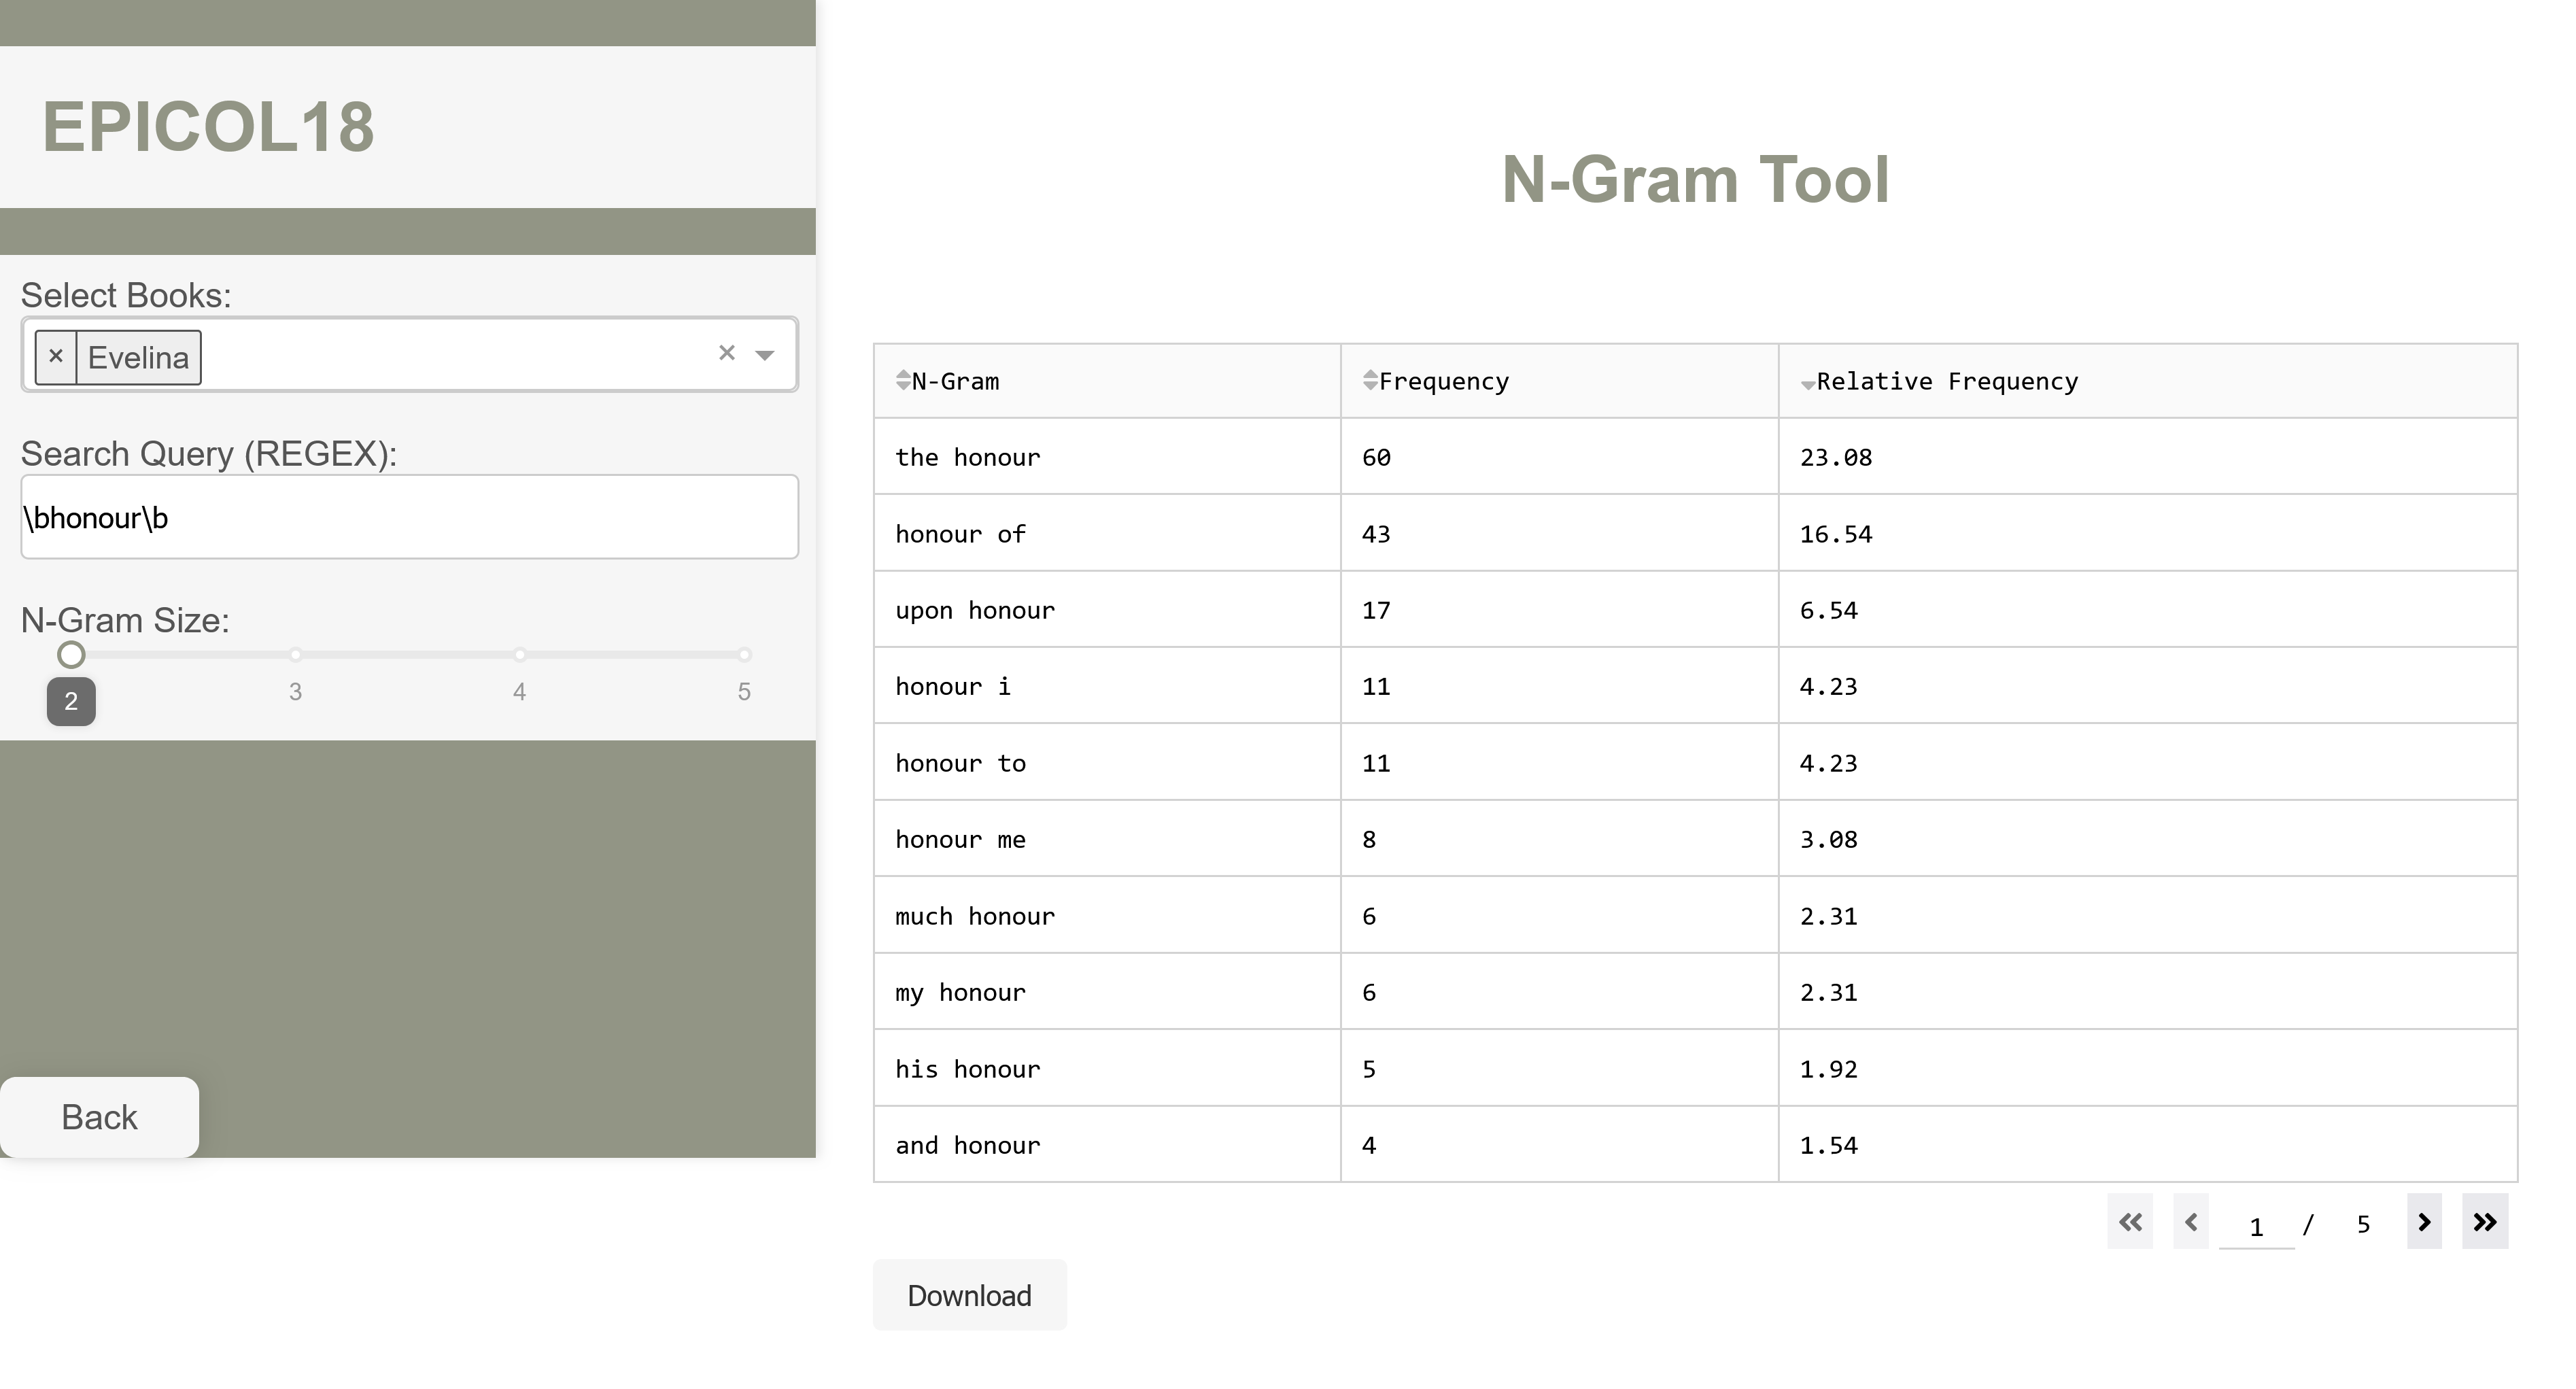 EPICOL18
Select Books:
× Evelina × 
Search Query (REGEX):
\bhonour\b
N-Gram Size:
2 3 4 5
Back
N-Gram Tool
N-Gram Frequency Relative Frequency
the honour 60 23.08
honour of 43 16.54
upon honour 17 6.54
honour i 11 4.23
honour to 11 4.23
honour me 8 3.08
much honour 6 2.31
my honour 6 2.31
his honour 5 1.92
and honour 4 1.54
1 / 5
Download